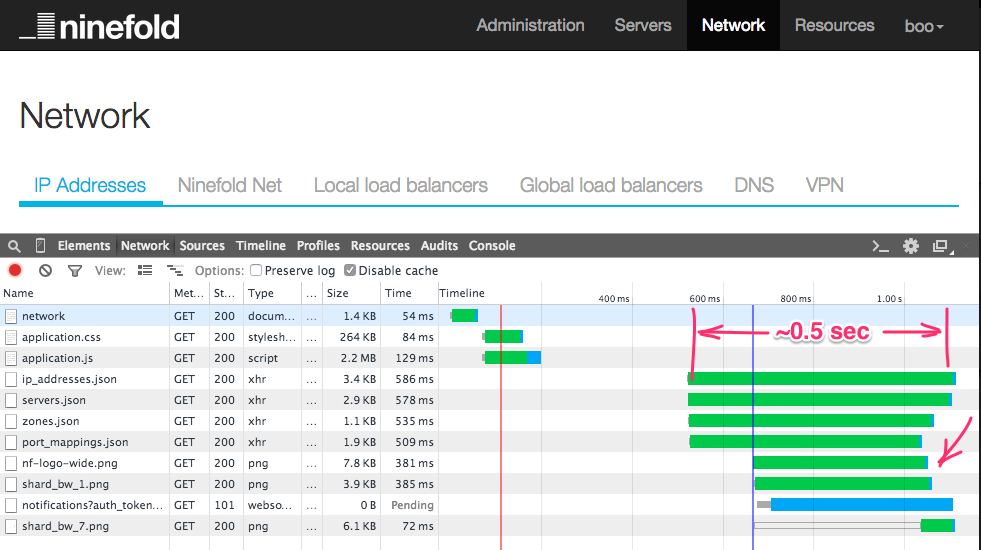 ninefold Administration Servers Network Resources boo
Network
IP Addresses Ninefold Net Local load balancers Global load balancers DNS VPN
Elements Network Sources Timeline Profiles Resources Audits Console
View: Options: Preserve log Disable cache
Name Met... St... Type ... Size Time Timeline 400 ms 600 ms 800 ms 1.00 s
network GET 200 docum... ... 1.4 KB 54 ms
application.css GET 200 stylesh... ... 264 KB 84 ms
application.js GET 200 script ... 2.2 MB 129 ms
~0.5 sec
ip_addresses.json GET 200 xhr ... 3.4 KB 586 ms
servers.json GET 200 xhr ... 2.9 KB 578 ms
zones.json GET 200 xhr ... 1.1 KB 535 ms
port_mappings.json GET 200 xhr ... 1.9 KB 509 ms
nf-logo-wide.png GET 200 png ... 7.8 KB 381 ms
shard_bw_1.png GET 200 png ... 3.9 KB 385 ms
notifications?auth_token... GET 101 webso... ... 0 B Pending
shard_bw_7.png GET 200 png ... 6.1 KB 72 ms